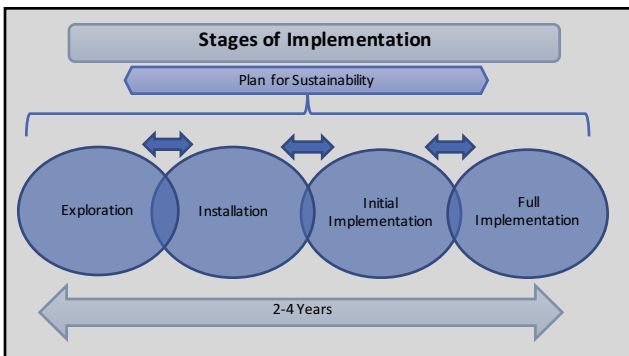 Stages of Implementation
Plan for Sustainability
Exploration
Installation
Initial
Implementation
Full
Implementation
2-4 Years